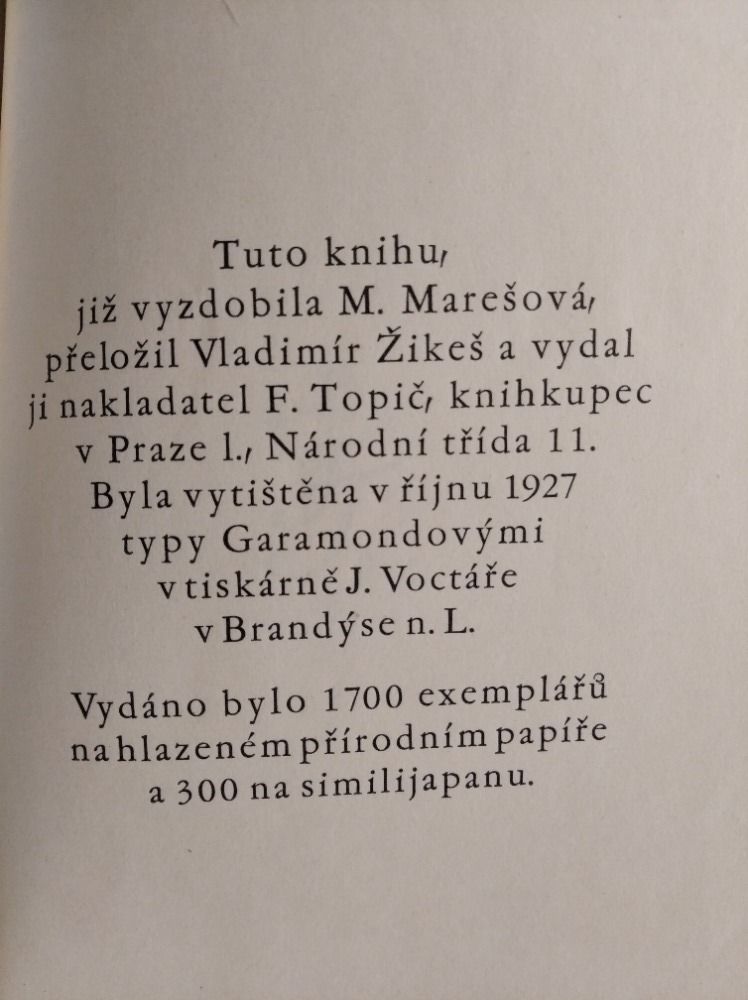 Tuto knihu,
již vyzdobila M. Marešová,
přeložil Vladimír Žikeš a vydal
ji nakladatel F. Topič, knihkupec
v Praze l., Národní třída 11.
Byla vytištěna v říjnu 1927
typy Garamondovými
v tiskárně J. Voctáře
v Brandýse n. L.
Vydáno bylo 1700 exemplářů
na hlazeném přírodním papíře
a 300 na similijapanu.